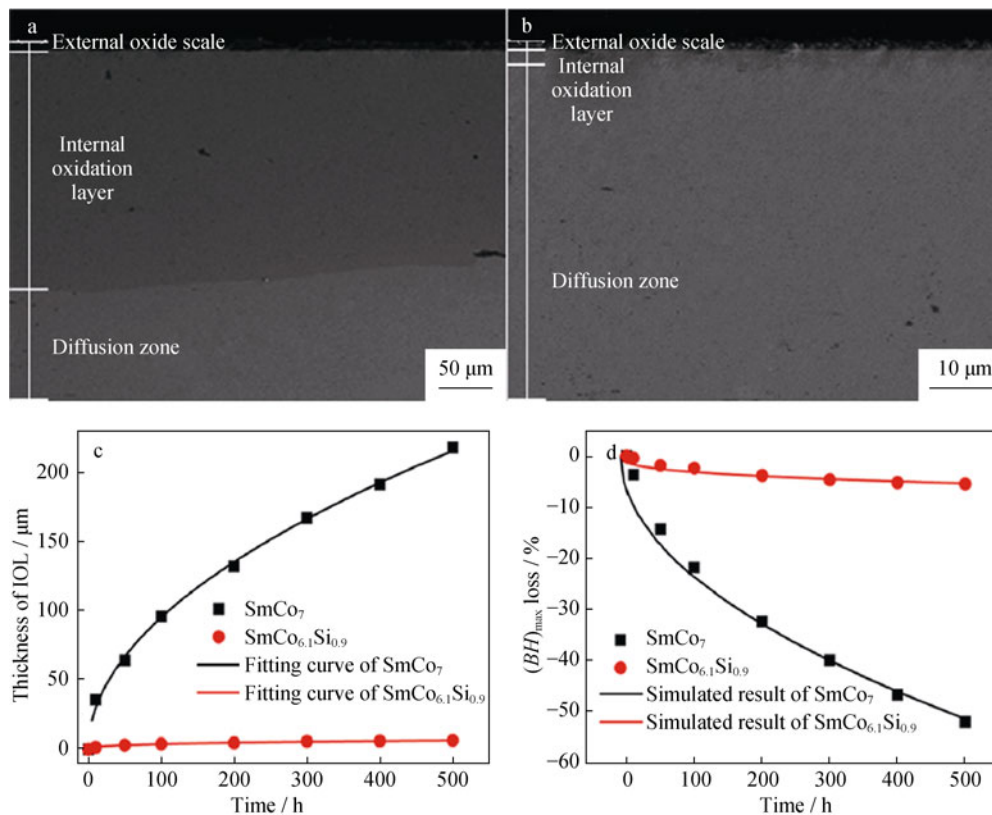 a
External oxide scale
Internal
oxidation
layer
Diffusion zone
50 μm
b
External oxide scale
Internal
oxidation
layer
Diffusion zone
10 μm
c
Thickness of IOL / μm
200
150
100
50
0
SmCo₇
SmCo₆.₁Si₀.₉
Fitting curve of SmCo₇
Fitting curve of SmCo₆.₁Si₀.₉
0 100 200 300 400 500
Time / h
d
(BH)max loss / %
0
−10
−20
−30
−40
−50
−60
SmCo₇
SmCo₆.₁Si₀.₉
Simulated result of SmCo₇
Simulated result of SmCo₆.₁Si₀.₉
0 100 200 300 400 500
Time / h